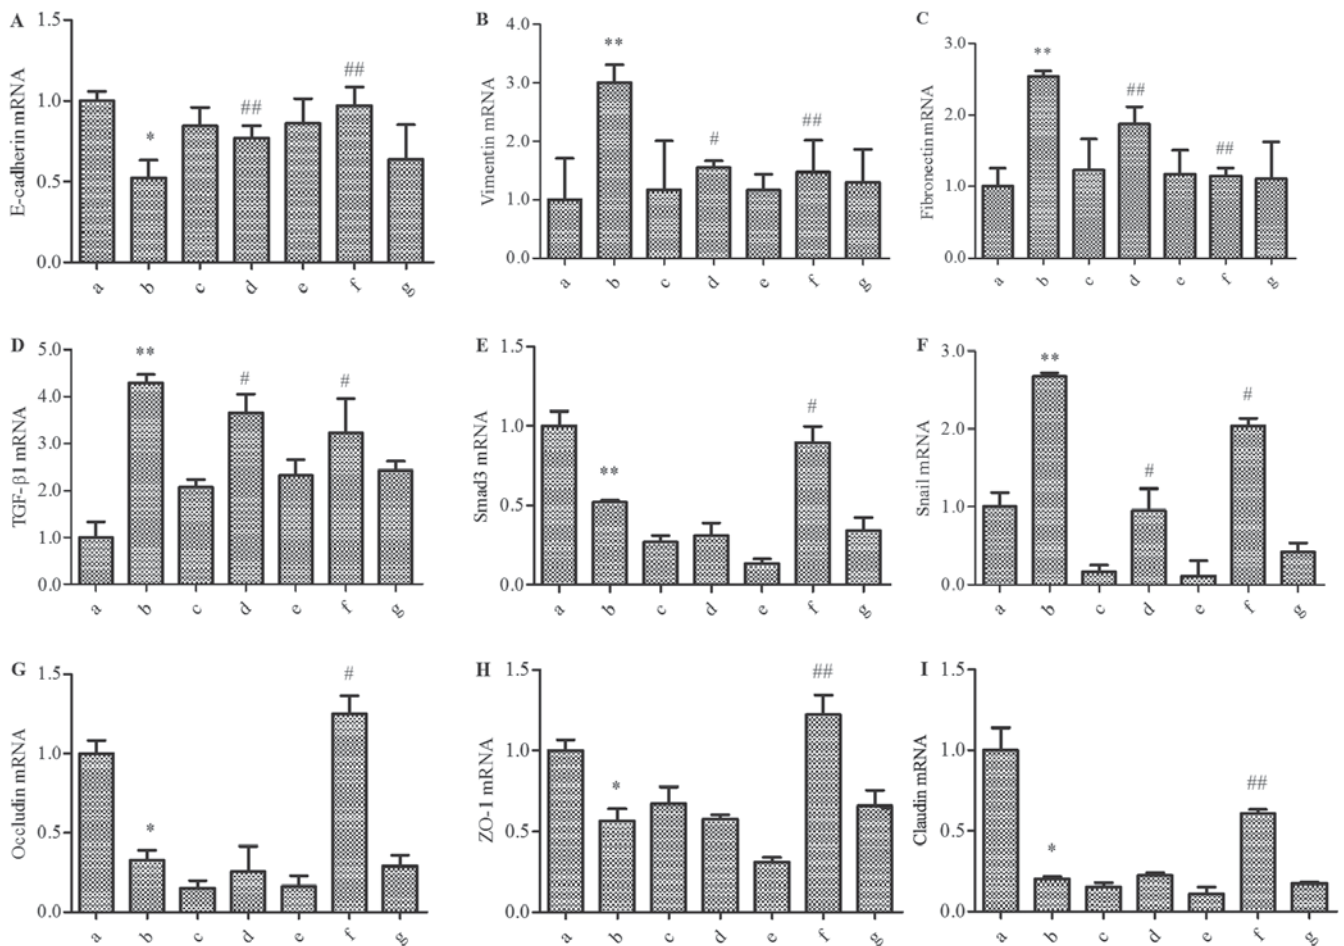 A
E-cadherin mRNA
1.5
1.0
0.5
0.0
*
##
##
a b c d e f g
B
Vimentin mRNA
4.0
3.0
2.0
1.0
0.0
**
#
##
a b c d e f g
C
Fibronectin mRNA
3.0
2.0
1.0
0.0
**
##
##
a b c d e f g
D
TGF-β1 mRNA
5.0
4.0
3.0
2.0
1.0
0.0
**
#
#
a b c d e f g
E
Smad3 mRNA
1.5
1.0
0.5
0.0
**
#
a b c d e f g
F
Snail mRNA
3.0
2.0
1.0
0.0
**
#
#
a b c d e f g
G
Occludin mRNA
1.5
1.0
0.5
0.0
*
#
a b c d e f g
H
ZO-1 mRNA
1.5
1.0
0.5
0.0
*
##
a b c d e f g
I
Claudin mRNA
1.5
1.0
0.5
0.0
*
##
a b c d e f g